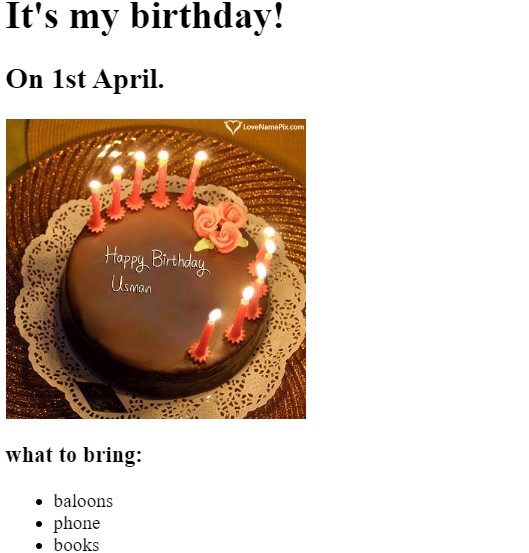 It's my birthday!
On 1st April.
LoveNamePix.com
Happy Birthday
Usman
what to bring:
baloons
phone
books